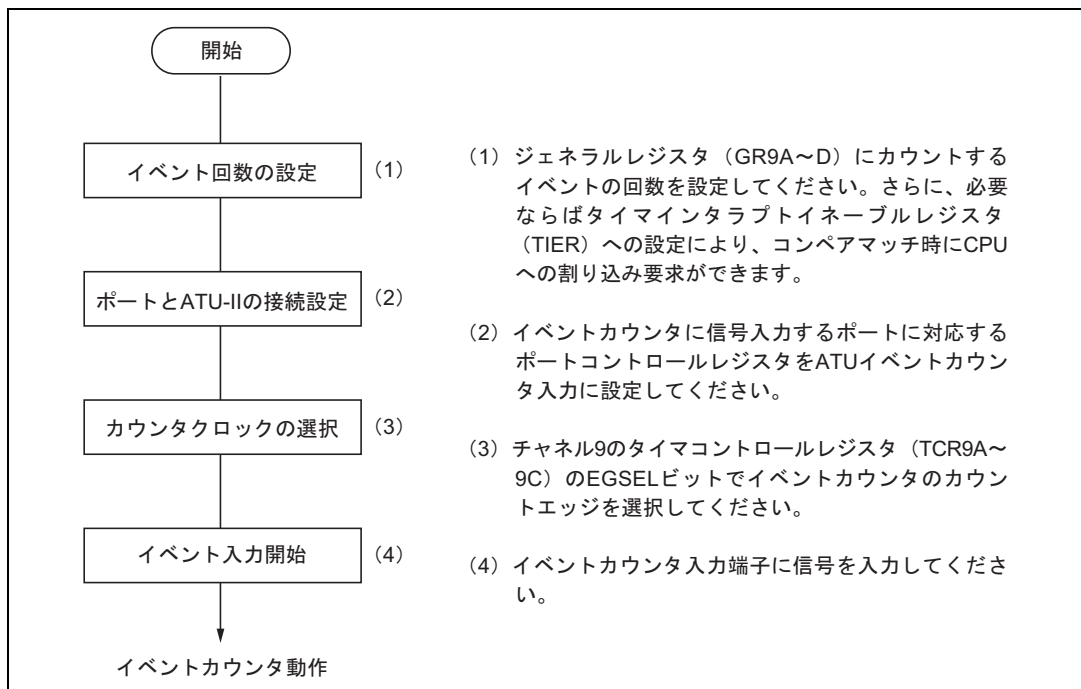 開始
イベント回数の設定 (1)
ポートとATU-IIの接続設定 (2)
カウンタクロックの選択 (3)
イベント入力開始 (4)
イベントカウンタ動作
(1) ジェネラルレジスタ(GR9A～D)にカウントする
イベントの回数を設定してください。さらに、必要
ならばタイマインタラプトイネーブルレジスタ
(TIER)への設定により、コンペアマッチ時にCPU
への割り込み要求ができます。
(2) イベントカウンタに信号入力するポートに対応する
ポートコントロールレジスタをATUイベントカウン
タ入力に設定してください。
(3) チャネル9のタイマコントロールレジスタ(TCR9A～
9C)のEGSELビットでイベントカウンタのカウン
トエッジを選択してください。
(4) イベントカウンタ入力端子に信号を入力してくださ
い。